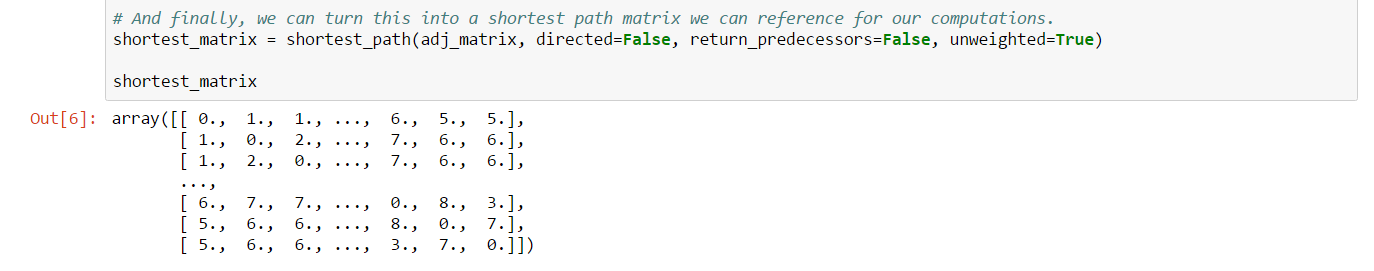 # And finally, we can turn this into a shortest path matrix we can reference for our computations.
shortest_matrix = shortest_path(adj_matrix, directed=False, return_predecessors=False, unweighted=True)
shortest_matrix
Out[6]: array([[ 0.,  1.,  1., ...,  6.,  5.,  5.],
       [ 1.,  0.,  2., ...,  7.,  6.,  6.],
       [ 1.,  2.,  0., ...,  7.,  6.,  6.],
       ...,
       [ 6.,  7.,  7., ...,  0.,  8.,  3.],
       [ 5.,  6.,  6., ...,  8.,  0.,  7.],
       [ 5.,  6.,  6., ...,  3.,  7.,  0.]])